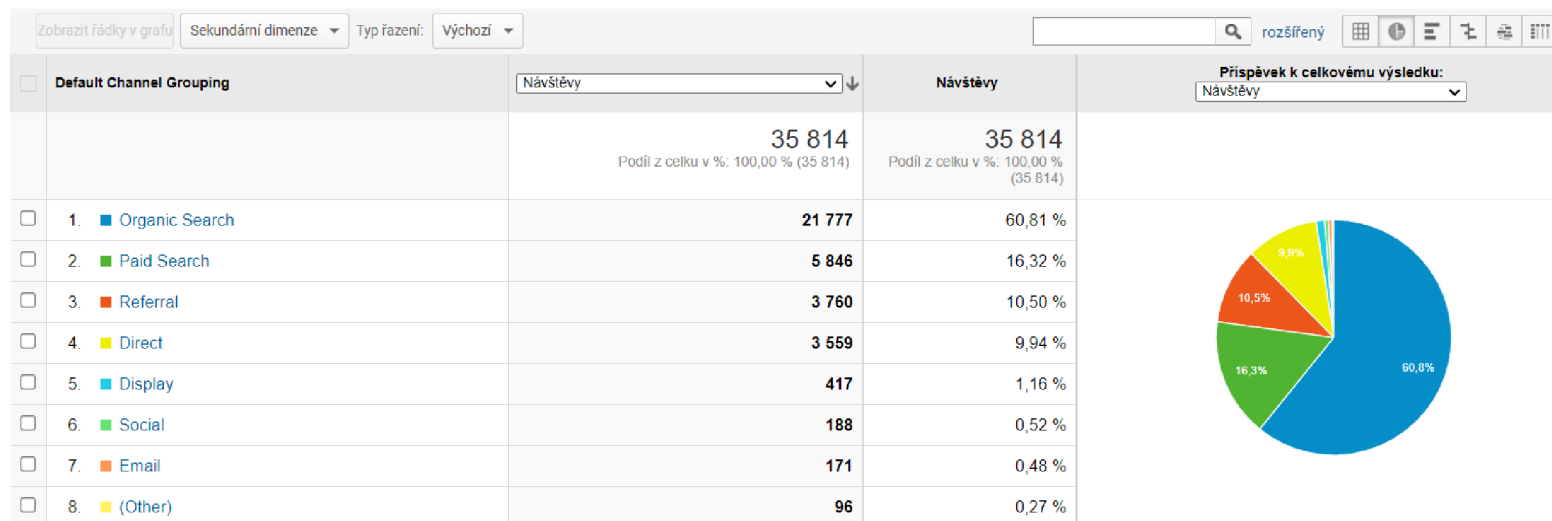 Zobrazit řádky v grafu Sekundární dimenze Typ řazení: Výchozí rozšířený
Default Channel Grouping Návštěvy Návštěvy Příspěvek k celkovému výsledku:
Návštěvy
35 814 35 814
Podíl z celku v %: 100,00 % (35 814) Podíl z celku v %: 100,00 %
(35 814)
1. Organic Search 21 777 60,81 %
2. Paid Search 5 846 16,32 %
3. Referral 3 760 10,50 %
4. Direct 3 559 9,94 %
5. Display 417 1,16 %
6. Social 188 0,52 %
7. Email 171 0,48 %
8. (Other) 96 0,27 %
9,9%
10,5%
16,3%
60,8%